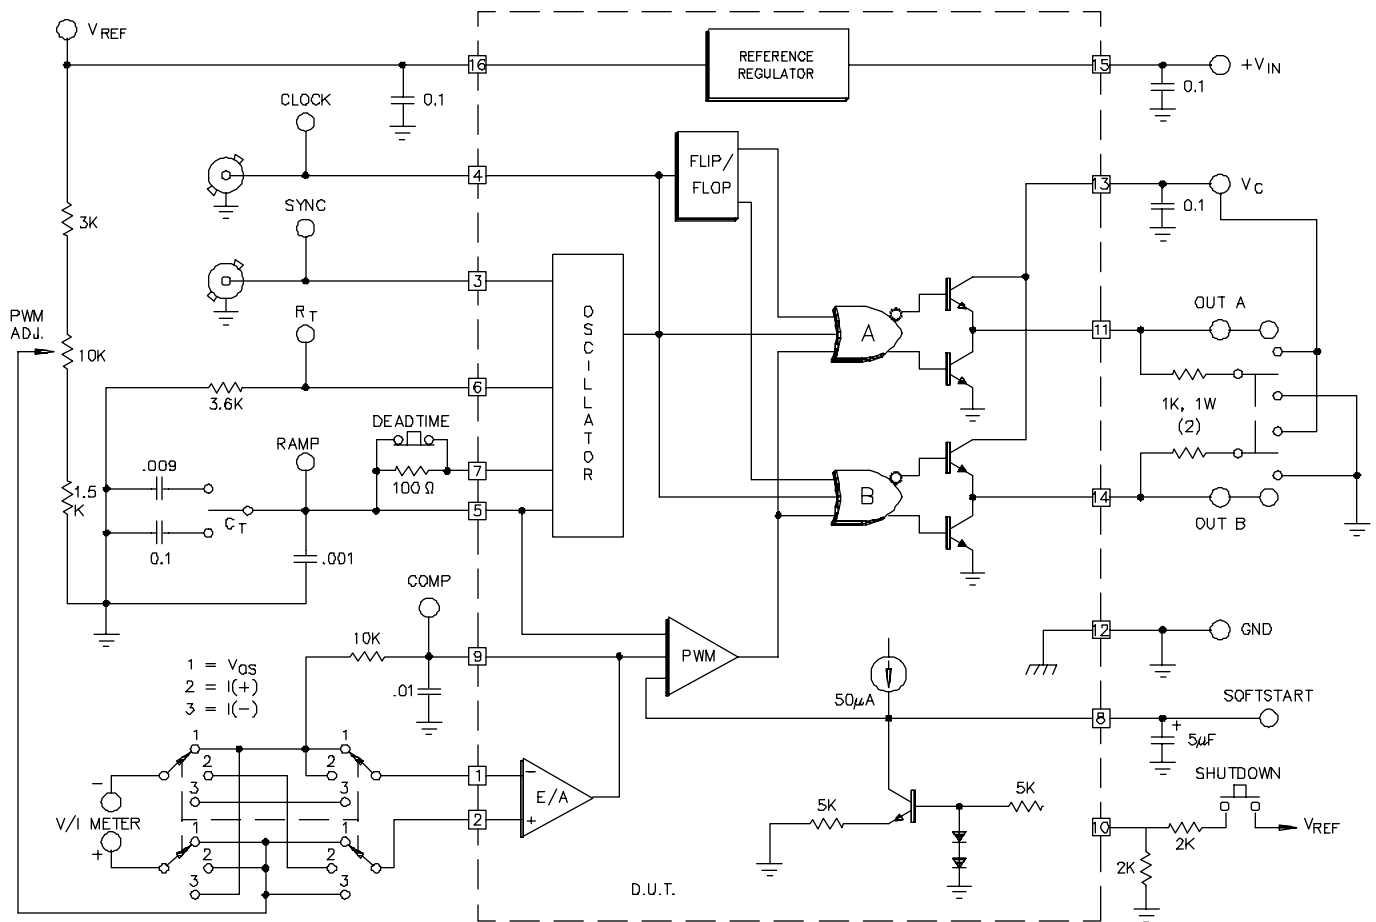 VREF
16
REFERENCE
REGULATOR
15
+VIN
0.1
0.1
CLOCK
4
FLIP/
FLOP
13
VC
0.1
3K
SYNC
3
OSCILLATOR
PWM
ADJ.
10K
RT
A
11
OUT A
3.6K
6
DEADTIME
1K, 1W
(2)
RAMP
.009
100Ω
7
1.5
K
CT
5
B
14
OUT B
0.1
.001
COMP
10K
9
PWM
12
GND
1 = VOS
2 = I(+)
3 = I(-)
.01
50µA
8
SOFTSTART
+
5µF
1
1
2
2
3
3
-
1
-
E/A
SHUTDOWN
V/I METER
+
1
1
2
+
5K
5K
10
VREF
2K
2K
2
2
3
3
D.U.T.